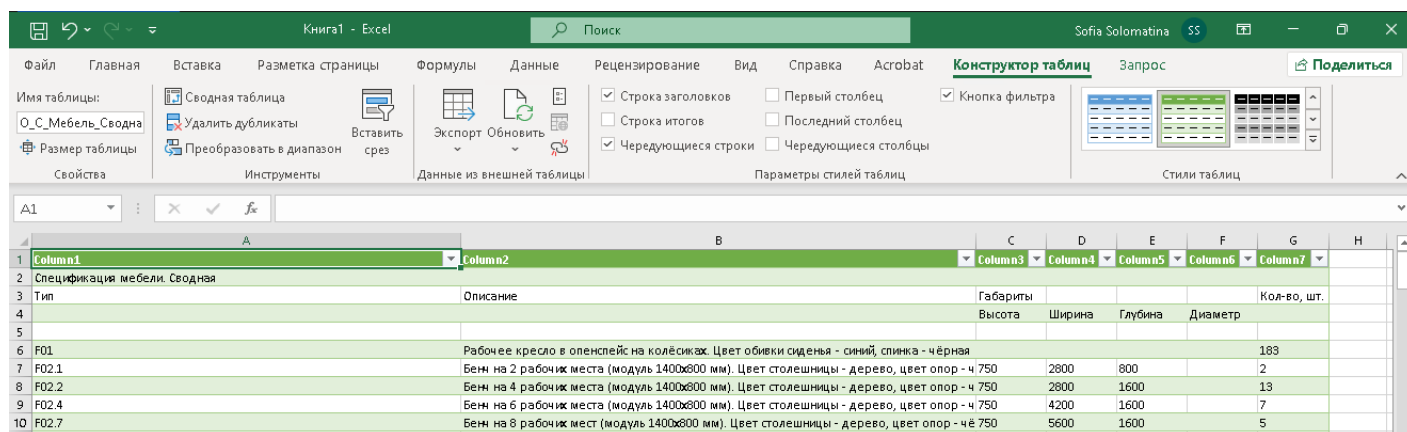 Книга1 - Excel
Поиск
Sofia Solomatina SS
Файл Главная Вставка Разметка страницы Формулы Данные Рецензирование Вид Справка Acrobat Конструктор таблиц Запрос Поделиться
Имя таблицы:
О_С_Мебель_Сводна
Размер таблицы
Свойства
Сводная таблица
Удалить дубликаты
Преобразовать в диапазон
Вставить
срез
Инструменты
Экспорт Обновить
Данные из внешней таблицы
Строка заголовков Первый столбец Кнопка фильтра
Строка итогов Последний столбец
Чередующиеся строки Чередующиеся столбцы
Параметры стилей таблиц
Стили таблиц
A1 fx
A B C D E F G H
1 Column1 Column2 Column3 Column4 Column5 Column6 Column7
2 Спецификация мебели. Сводная
3 Тип Описание Габариты Кол-во, шт.
4 Высота Ширина Глубина Диаметр
5
6 F01 Рабочее кресло в опенспейс на колёсиках. Цвет обивки сиденья - синий, спинка - чёрная 183
7 F02.1 Бенч на 2 рабочих места (модуль 1400x800 мм). Цвет столешницы - дерево, цвет опор - ч 750 2800 800 2
8 F02.2 Бенч на 4 рабочих места (модуль 1400x800 мм). Цвет столешницы - дерево, цвет опор - ч 750 2800 1600 13
9 F02.4 Бенч на 6 рабочих места (модуль 1400x800 мм). Цвет столешницы - дерево, цвет опор - ч 750 4200 1600 7
10 F02.7 Бенч на 8 рабочих мест (модуль 1400x800 мм). Цвет столешницы - дерево, цвет опор - чё 750 5600 1600 5